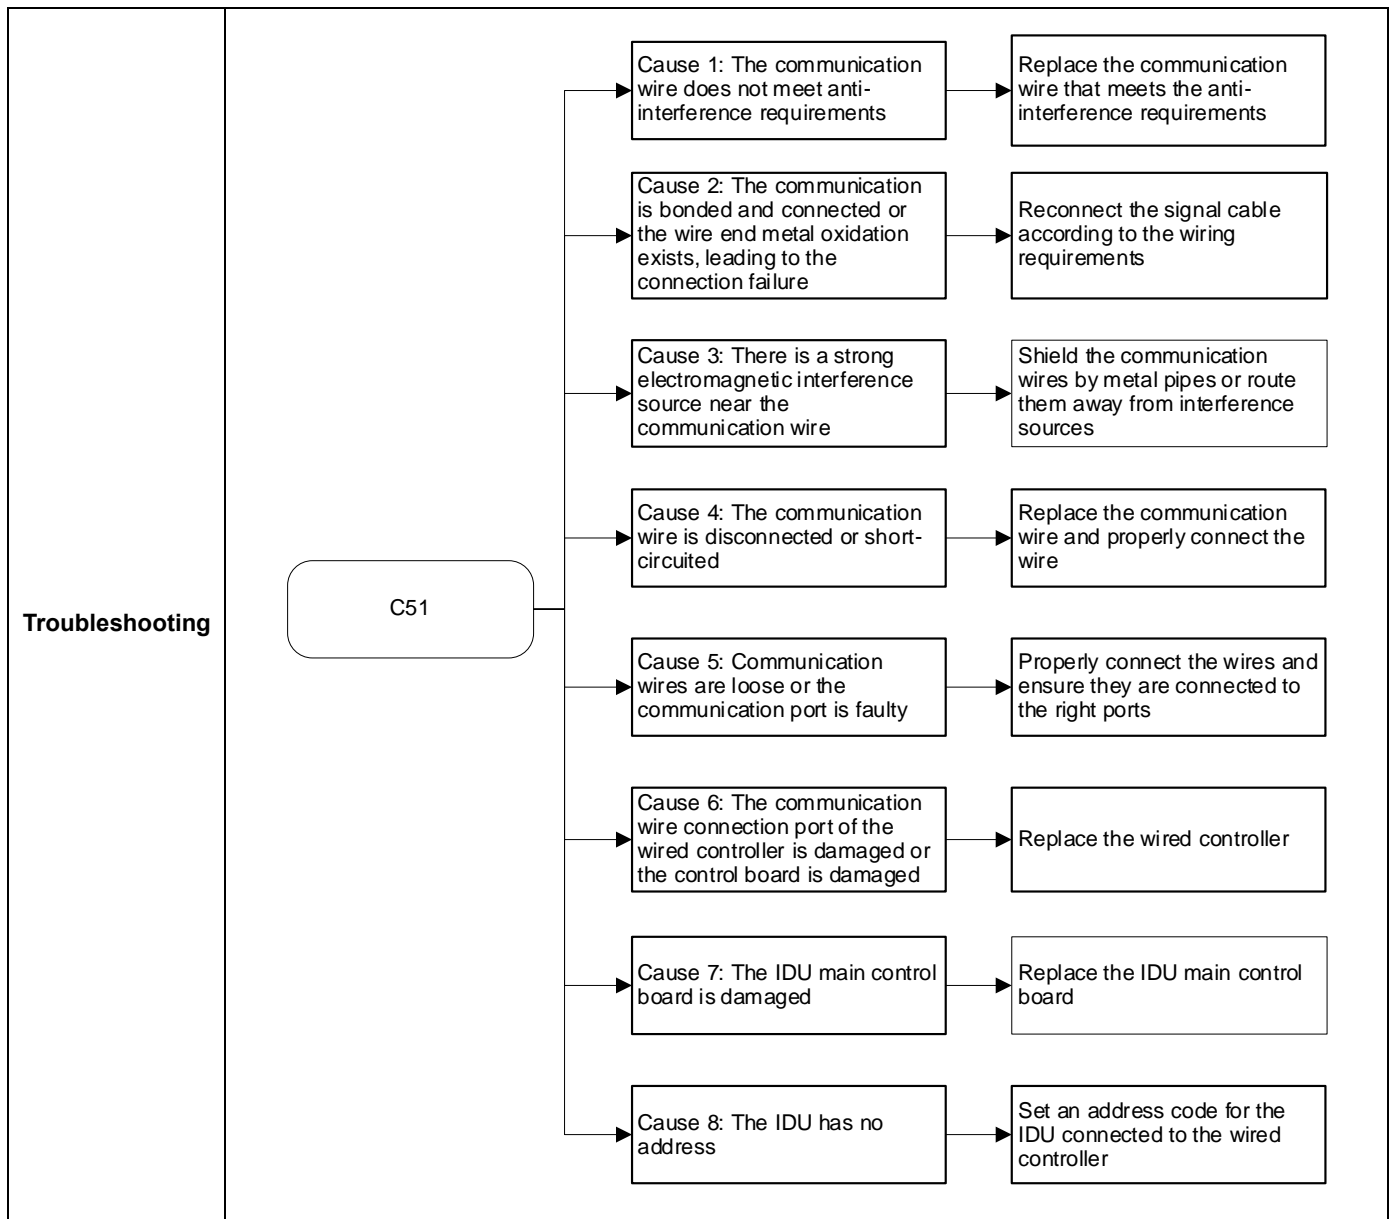 Troubleshooting
C51
Cause 1: The communication
wire does not meet anti-
interference requirements
Replace the communication
wire that meets the anti-
interference requirements
Cause 2: The communication
is bonded and connected or
the wire end metal oxidation
exists, leading to the
connection failure
Reconnect the signal cable
according to the wiring
requirements
Cause 3: There is a strong
electromagnetic interference
source near the
communication wire
Shield the communication
wires by metal pipes or route
them away from interference
sources
Cause 4: The communication
wire is disconnected or short-
circuited
Replace the communication
wire and properly connect the
wire
Cause 5: Communication
wires are loose or the
communication port is faulty
Properly connect the wires and
ensure they are connected to
the right ports
Cause 6: The communication
wire connection port of the
wired controller is damaged or
the control board is damaged
Replace the wired controller
Cause 7: The IDU main control
board is damaged
Replace the IDU main control
board
Cause 8: The IDU has no
address
Set an address code for the
IDU connected to the wired
controller